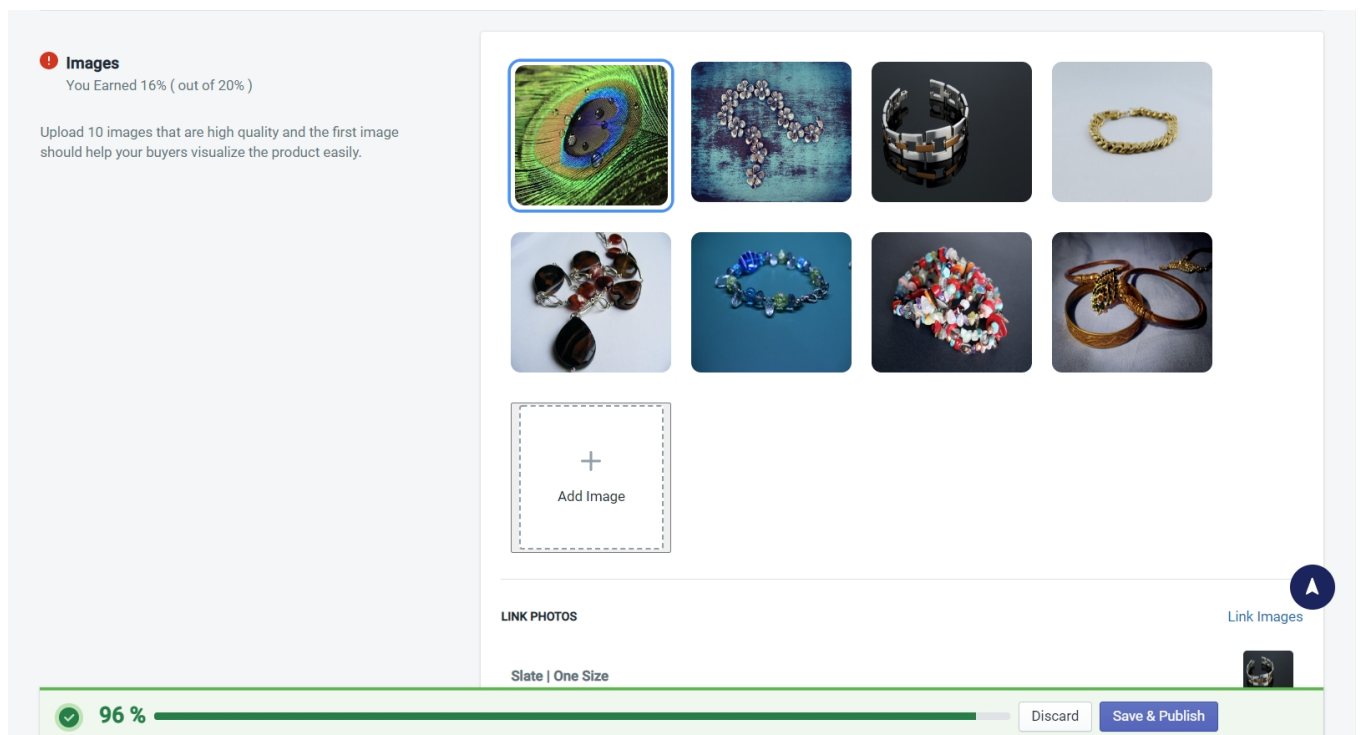 Images
You Earned 16% ( out of 20% )
Upload 10 images that are high quality and the first image
should help your buyers visualize the product easily.
Add Image
LINK PHOTOS
Link Images
Slate | One Size
96 %
Discard
Save & Publish